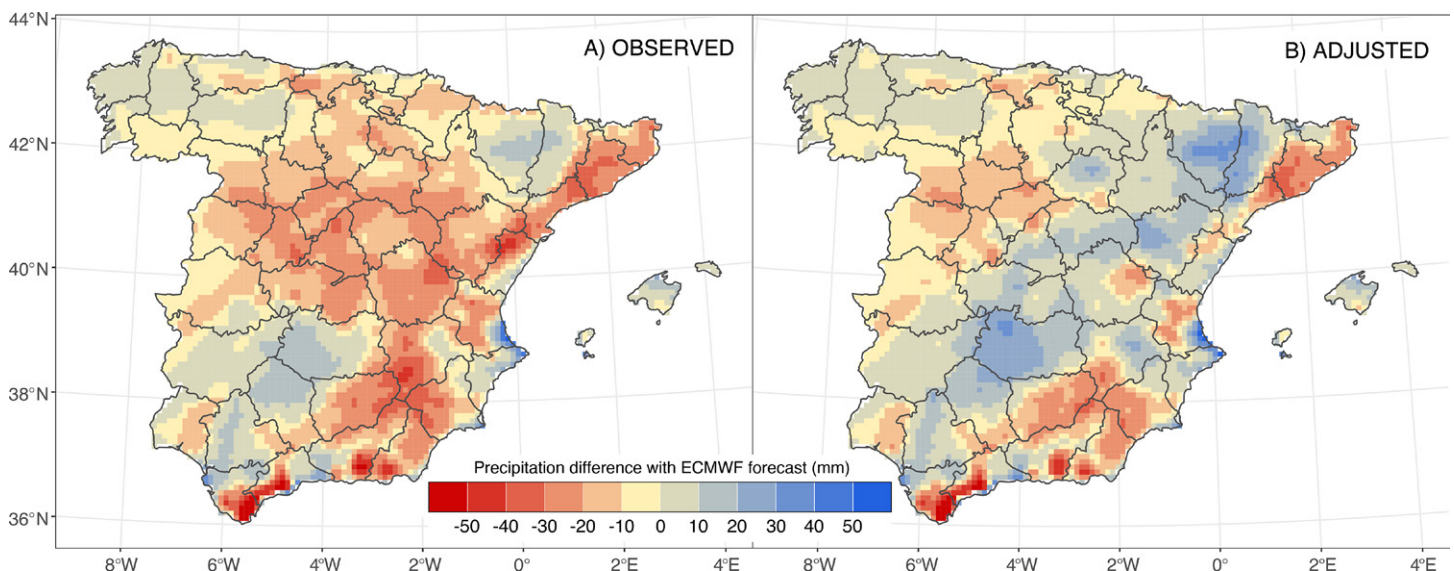 44°N
42°N
40°N
38°N
36°N
A) OBSERVED
B) ADJUSTED
Precipitation difference with ECMWF forecast (mm)
-50 -40 -30 -20 -10 0 10 20 30 40 50
8°W 6°W 4°W 2°W 0° 2°E 4°E 8°W 6°W 4°W 2°W 0° 2°E 4°E